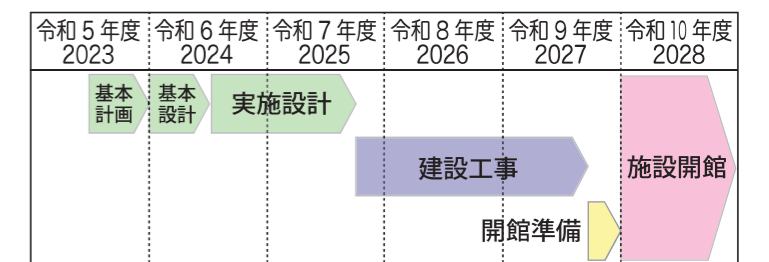 令和5年度 令和6年度 令和7年度 令和8年度 令和9年度 令和10年度
2023 2024 2025 2026 2027 2028
基本
計画
基本
設計
実施設計
建設工事
施設開館
開館準備